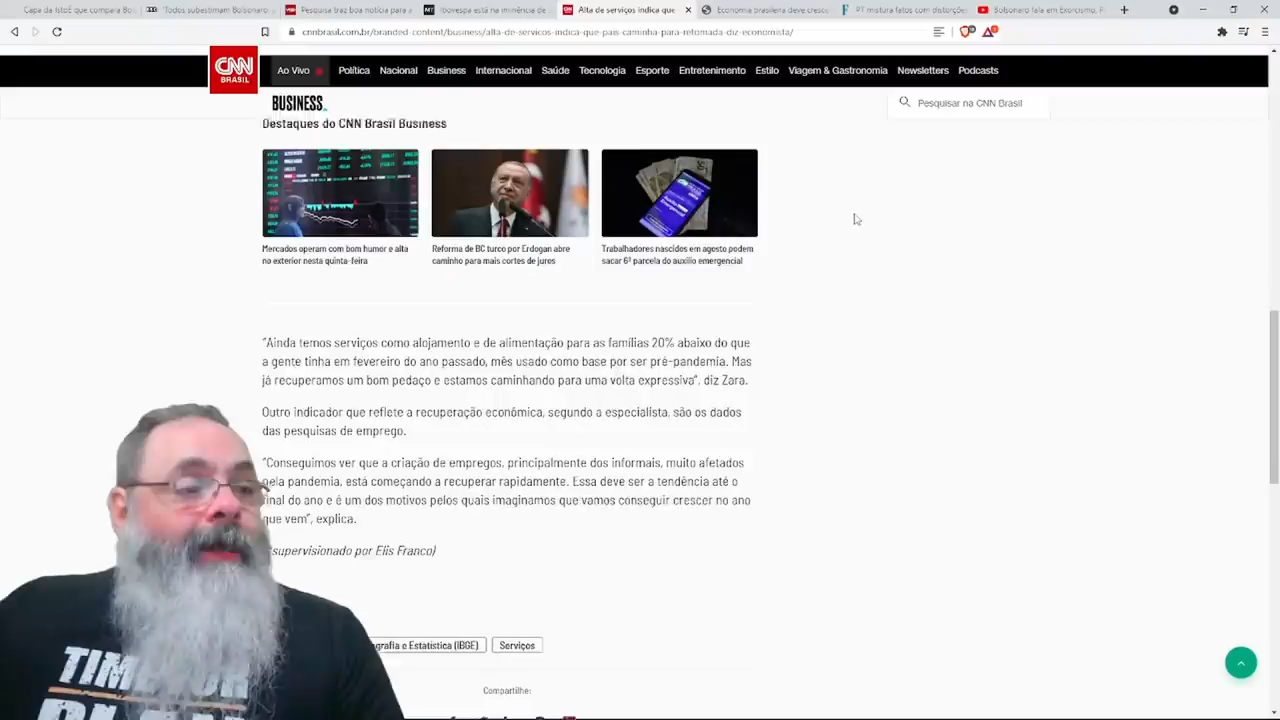 Capa da IstoÉ que compara Bol
Todos subestimam Bolsonaro
Pesquisa traz boa notícia para a
Ibovespa está na iminência de
Alta de serviços indica que
Economia brasileira deve cresc
PT mistura fatos com distorções
Bolsonaro fala em Exorcismo, P
cnnbrasil.com.br/branded-content/business/alta-de-servicos-indica-que-pais-caminha-para-retomada-diz-economista/
CNN BRASIL
Ao Vivo Política Nacional Business Internacional Saúde Tecnologia Esporte Entretenimento Estilo Viagem & Gastronomia Newsletters Podcasts
BUSINESS
Pesquisar na CNN Brasil
Destaques do CNN Brasil Business
Mercados operam com bom humor e alta
no exterior nesta quinta-feira
Reforma de BC turco por Erdogan abre
caminho para mais cortes de juros
Trabalhadores nascidos em agosto podem
sacar 6ª parcela do auxílio emergencial
"Ainda temos serviços como alojamento e de alimentação para as famílias 20% abaixo do que
a gente tinha em fevereiro do ano passado, mês usado como base por ser pré-pandemia. Mas
já recuperamos um bom pedaço e estamos caminhando para uma volta expressiva", diz Zara.
Outro indicador que reflete a recuperação econômica, segundo a especialista, são os dados
das pesquisas de emprego.
"Conseguimos ver que a criação de empregos, principalmente dos informais, muito afetados
pela pandemia, está começando a recuperar rapidamente. Essa deve ser a tendência até o
final do ano e é um dos motivos pelos quais imaginamos que vamos conseguir crescer no ano
que vem", explica.
supervisionado por Elis Franco)
ografia e Estatística (IBGE) Serviços
Compartilhe: